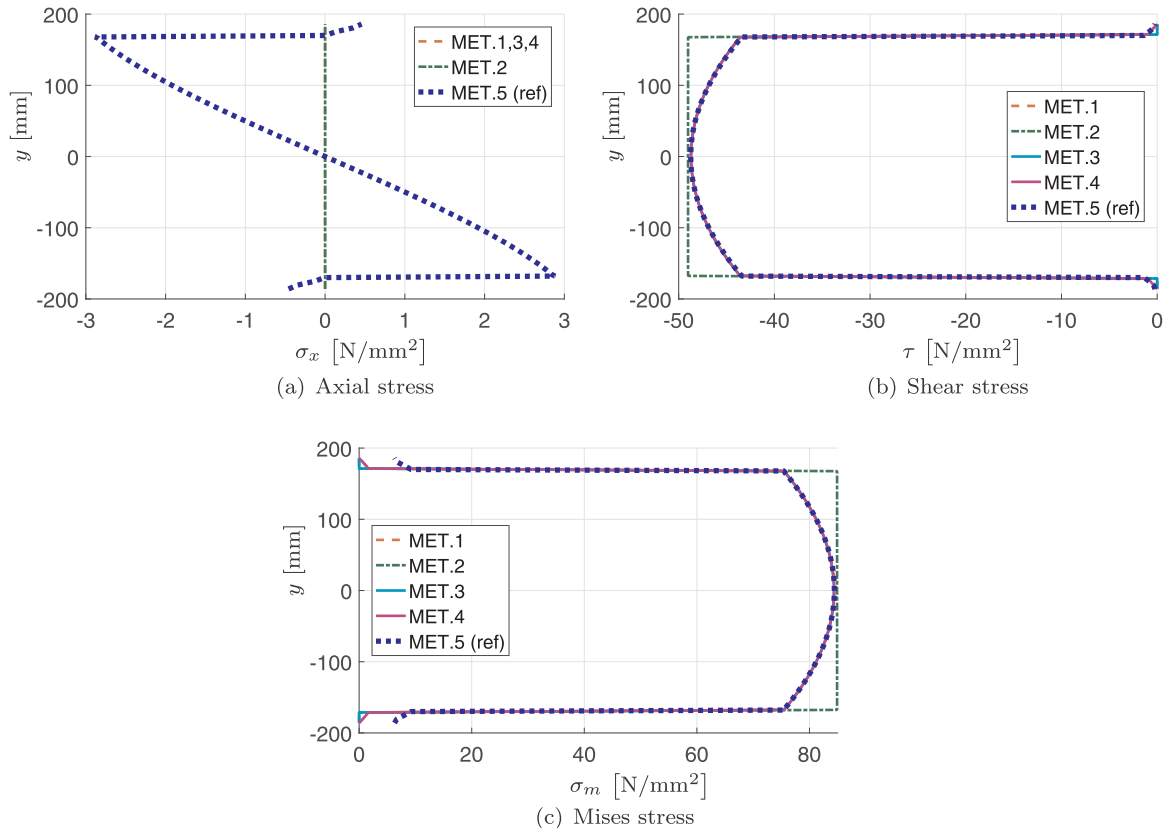 200
100
0
-100
-200
y [mm]
-3 -2 -1 0 1 2 3
σx [N/mm²]
MET.1,3,4
MET.2
MET.5 (ref)
(a) Axial stress
200
100
0
-100
-200
y [mm]
-50 -40 -30 -20 -10 0
τ [N/mm²]
MET.1
MET.2
MET.3
MET.4
MET.5 (ref)
(b) Shear stress
200
100
0
-100
-200
y [mm]
0 20 40 60 80
σm [N/mm²]
MET.1
MET.2
MET.3
MET.4
MET.5 (ref)
(c) Mises stress